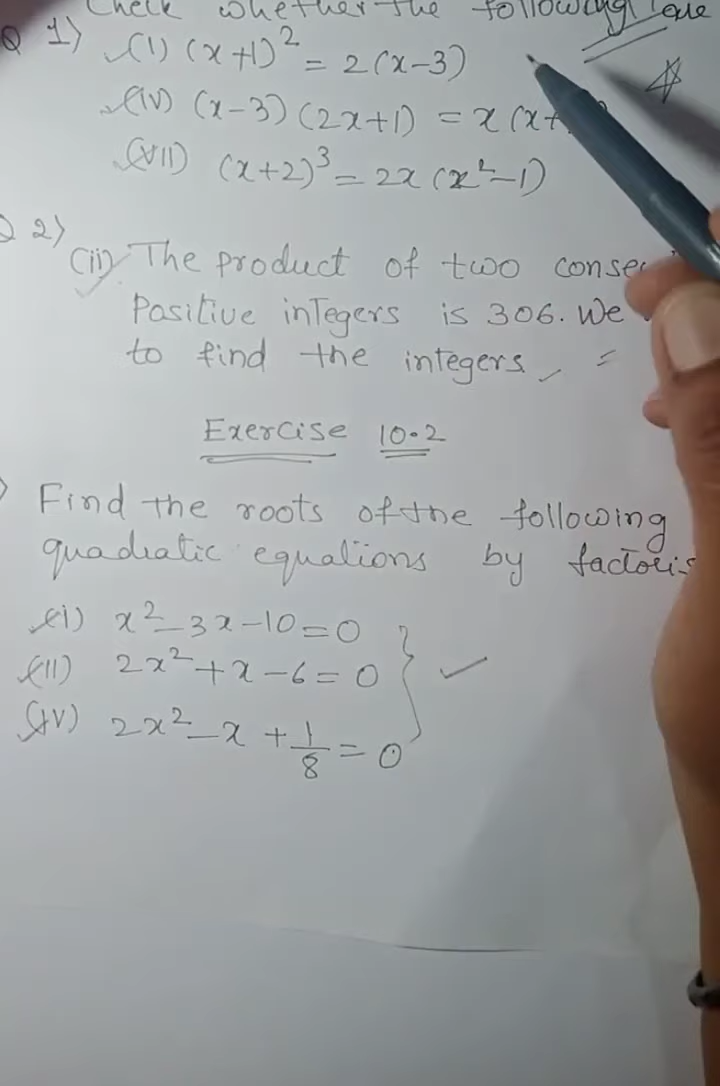 Check whether the following are
Q 1) (i) (x+1)² = 2(x-3)
(iv) (x-3) (2x+1) = x (x+
(vii) (x+2)³ = 2x (x²-1)
Q 2)
(ii) The product of two
Positive integers is 306. We
to find the integers
Exercise 10.2
) Find the roots of the following
quadratic equations by
(i) x²-3x-10=0
(ii) 2x²+x-6=0
(iv) 2x²-x+1/8=0